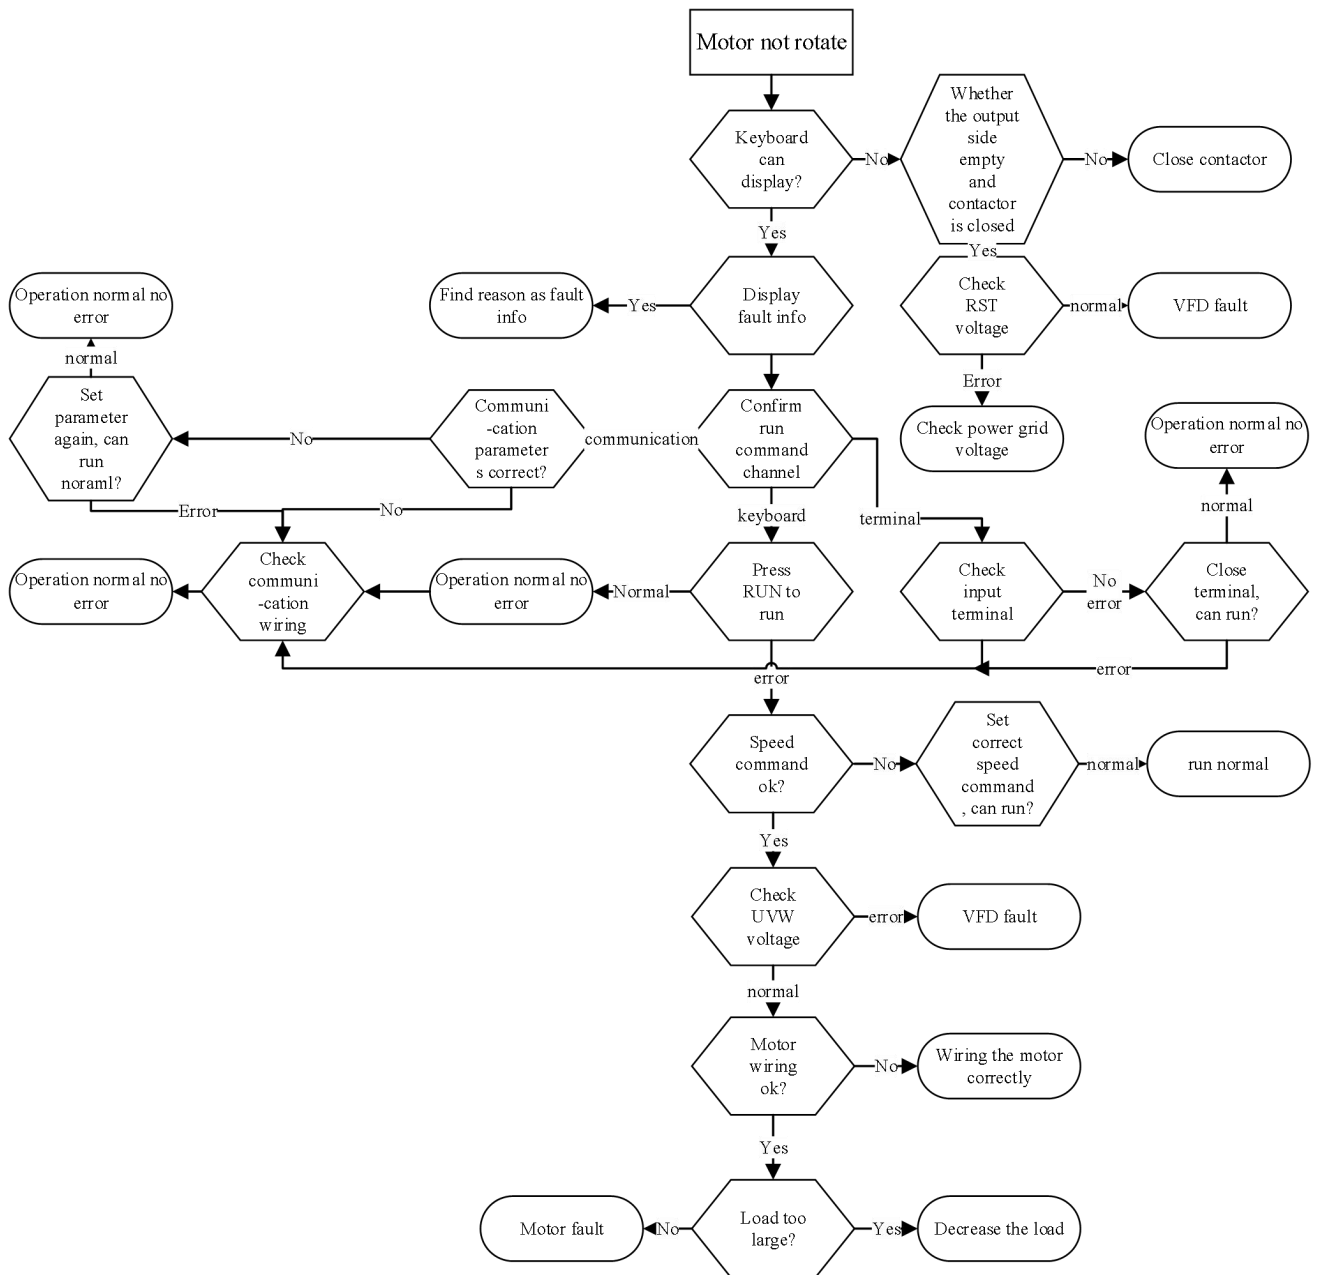 Motor not rotate
Keyboard
can
display?
No
Whether
the output
side
empty
and
contactor
is closed
No
Close contactor
Yes
Yes
Operation normal no
error
Find reason as fault
info
Yes
Display
fault info
Check
RST
voltage
normal
VFD fault
normal
Error
Set
parameter
again, can
run
noraml?
No
Communi
-cation
parameter
s correct?
communication
Confirm
run
command
channel
Check power grid
voltage
Operation normal no
error
Error
No
keyboard
terminal
normal
Operation normal no
error
Check
communi
-cation
wiring
Operation normal no
error
Normal
Press
RUN to
run
Check
input
terminal
No
error
Close
terminal,
can run?
error
error
Speed
command
ok?
No
Set
correct
speed
command
, can run?
normal
run normal
Yes
Check
UVW
voltage
error
VFD fault
normal
Motor
wiring
ok?
No
Wiring the motor
correctly
Yes
Motor fault
No
Load too
large?
Yes
Decrease the load